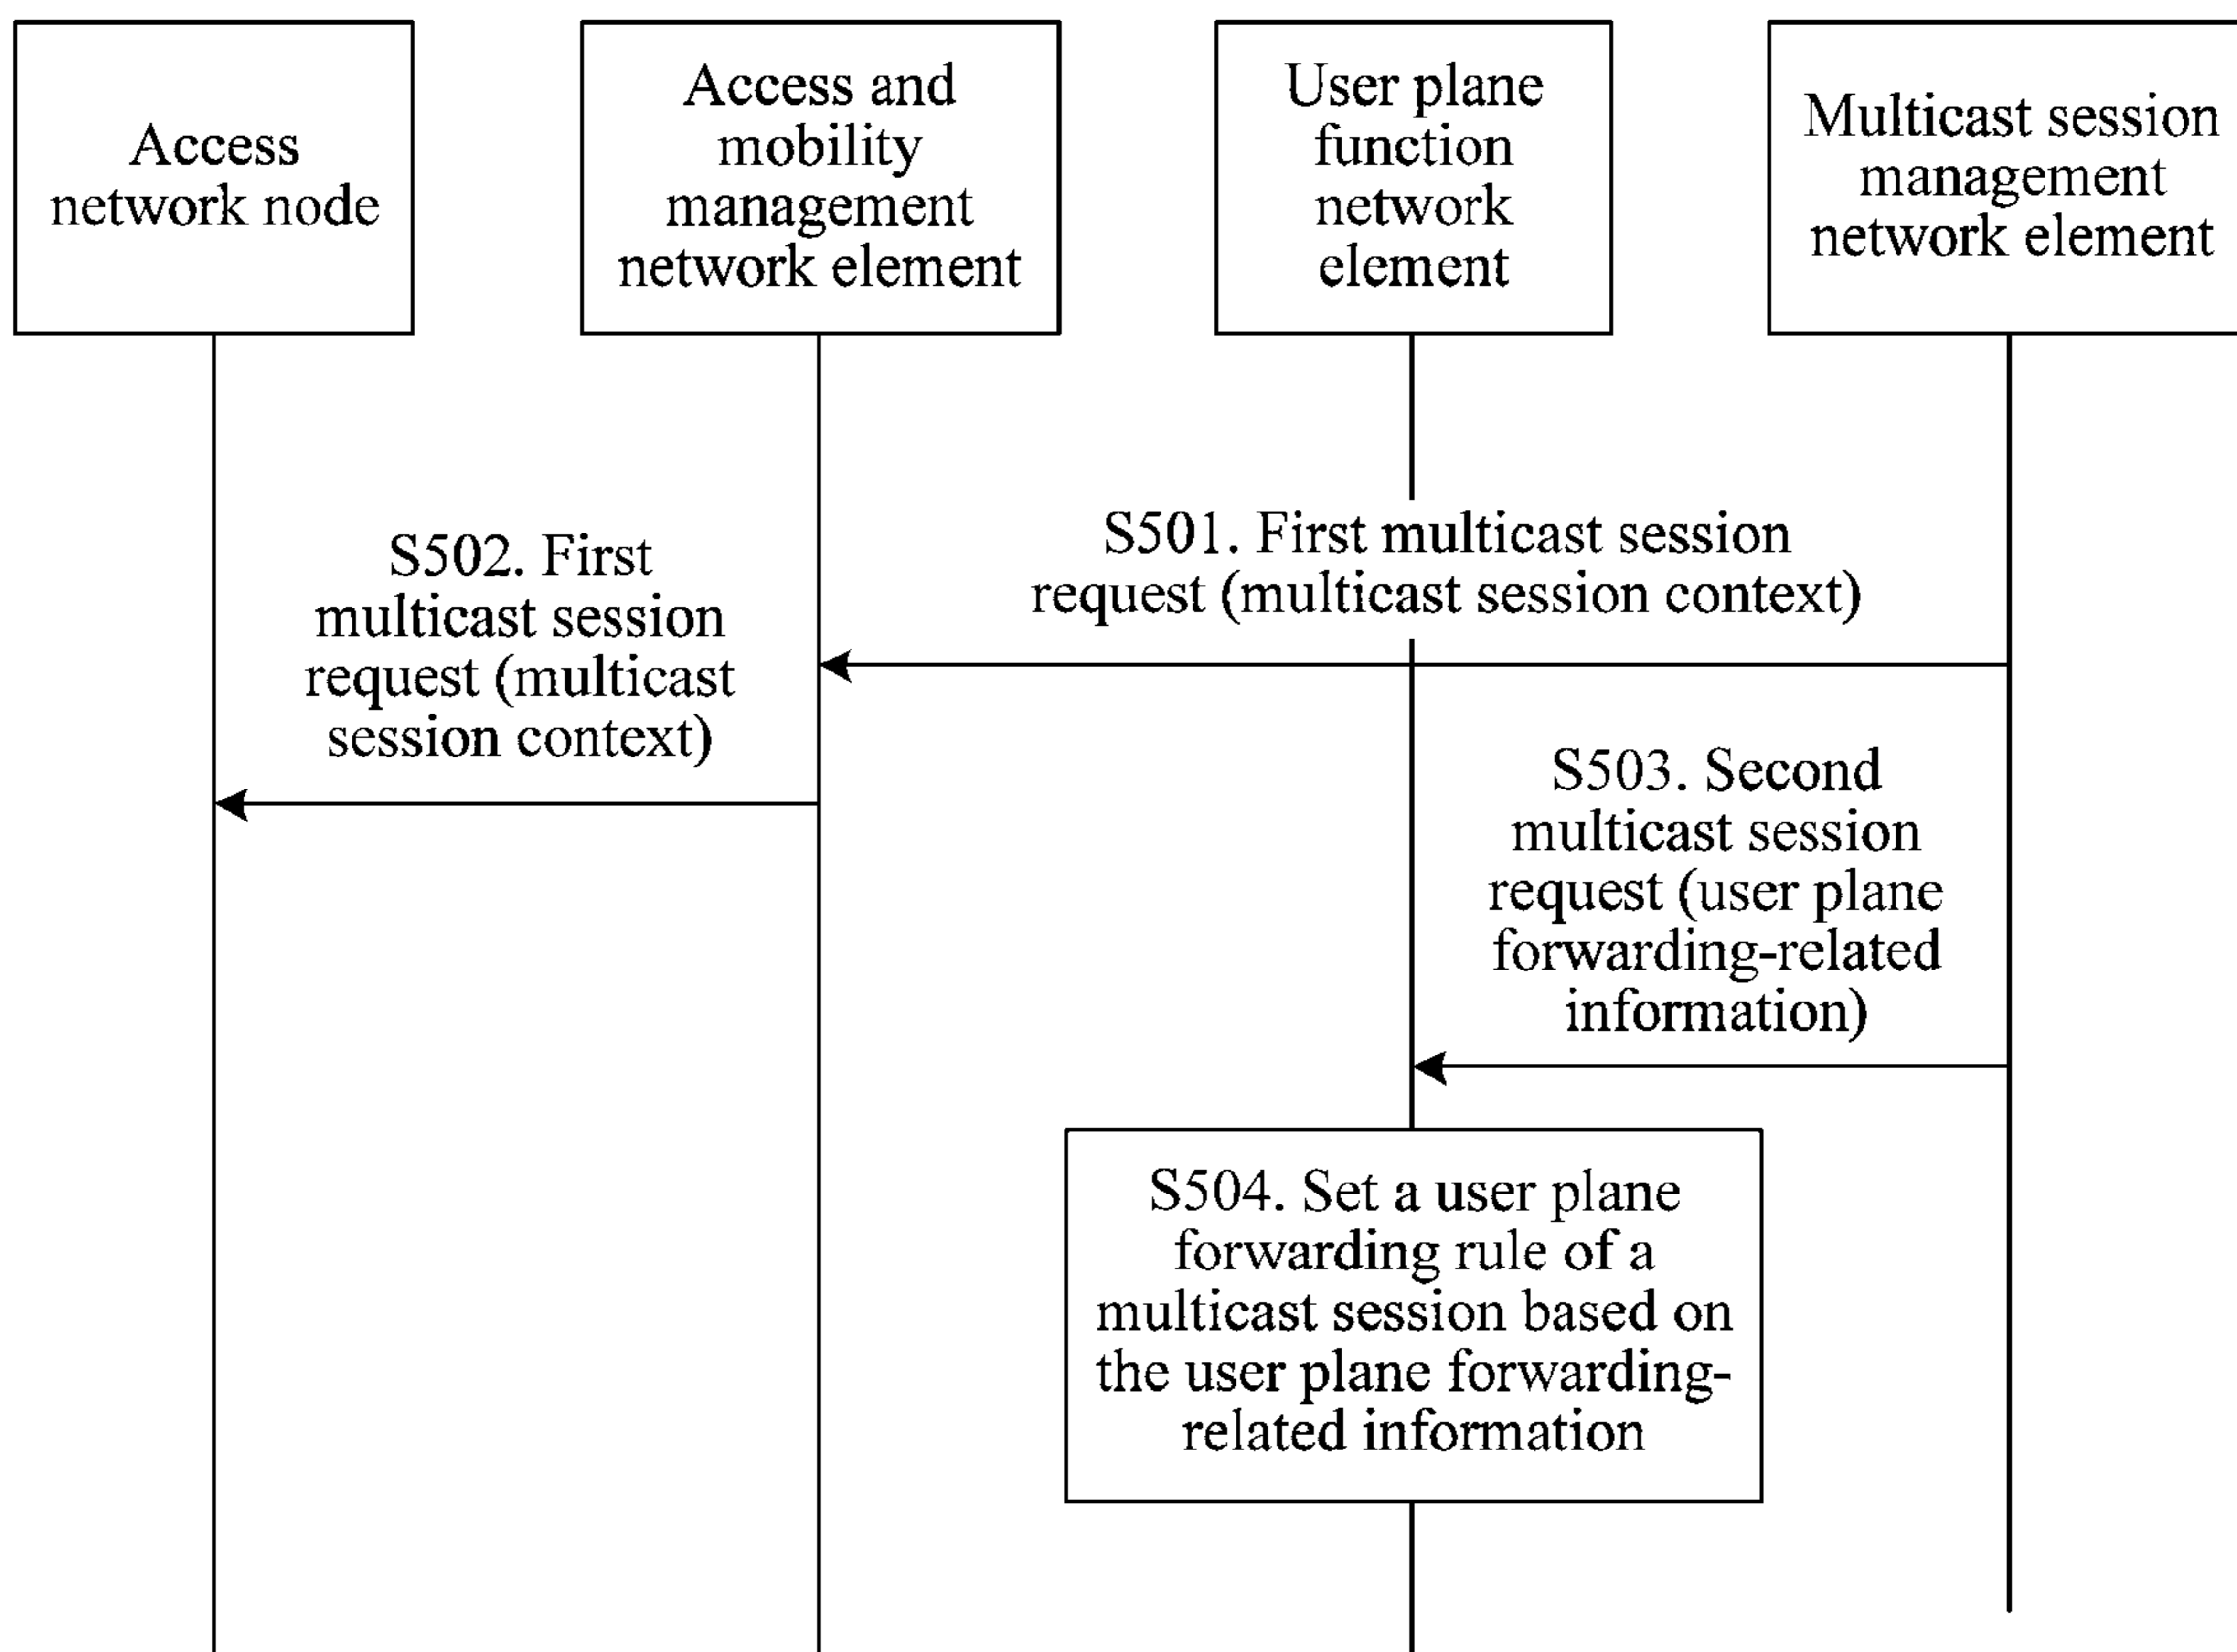 Access
network node
Access and
mobility
management
network element
User plane
function
network
element
Multicast session
management
network element
S501. First multicast session
request (multicast session context)
S502. First
multicast session
request (multicast
session context)
S503. Second
multicast session
request (user plane
forwarding-related
information)
S504. Set a user plane
forwarding rule of a
multicast session based on
the user plane forwarding-
related information